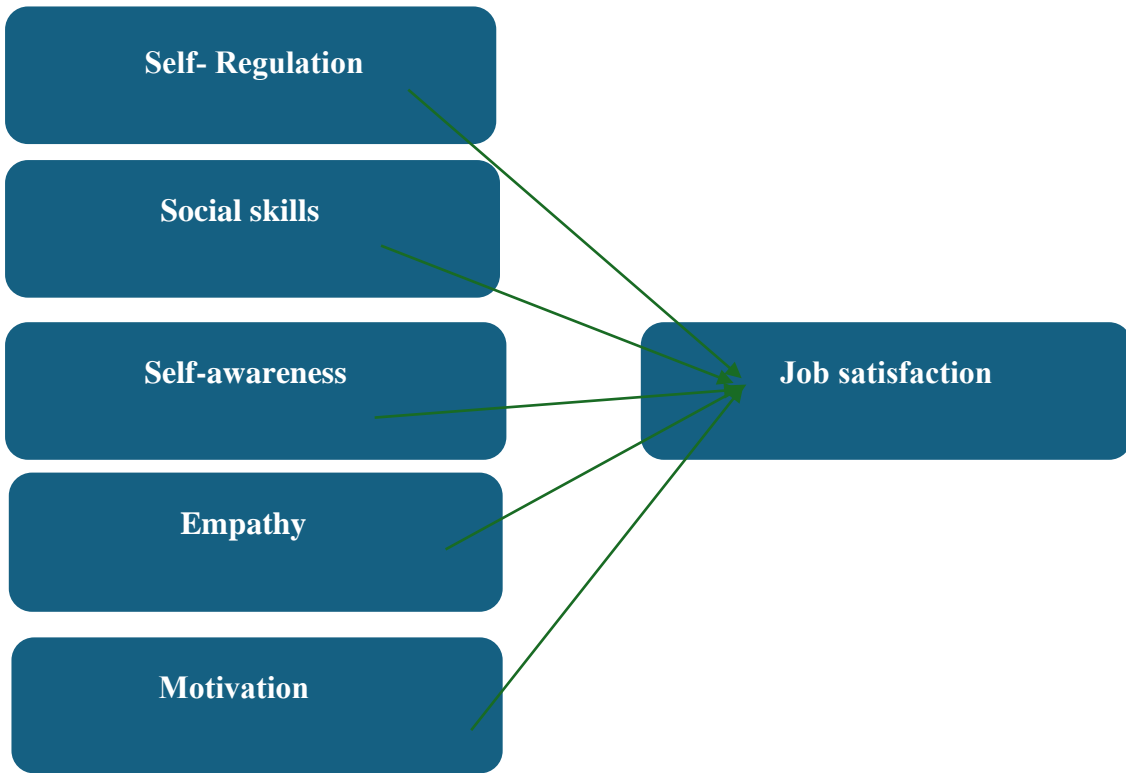 Self- Regulation
Social skills
Self-awareness
Job satisfaction
Empathy
Motivation